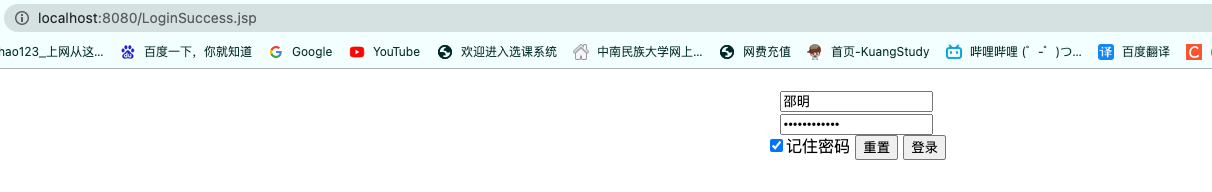 localhost:8080/LoginSuccess.jsp
hao123_上网从这... 百度一下，你就知道 Google YouTube 欢迎进入选课系统 中南民族大学网上... 网费充值 首页-KuangStudy 哔哩哔哩 (゜-゜)つ... 译 百度翻译 C
邵明
••••••••••••
记住密码 重置 登录